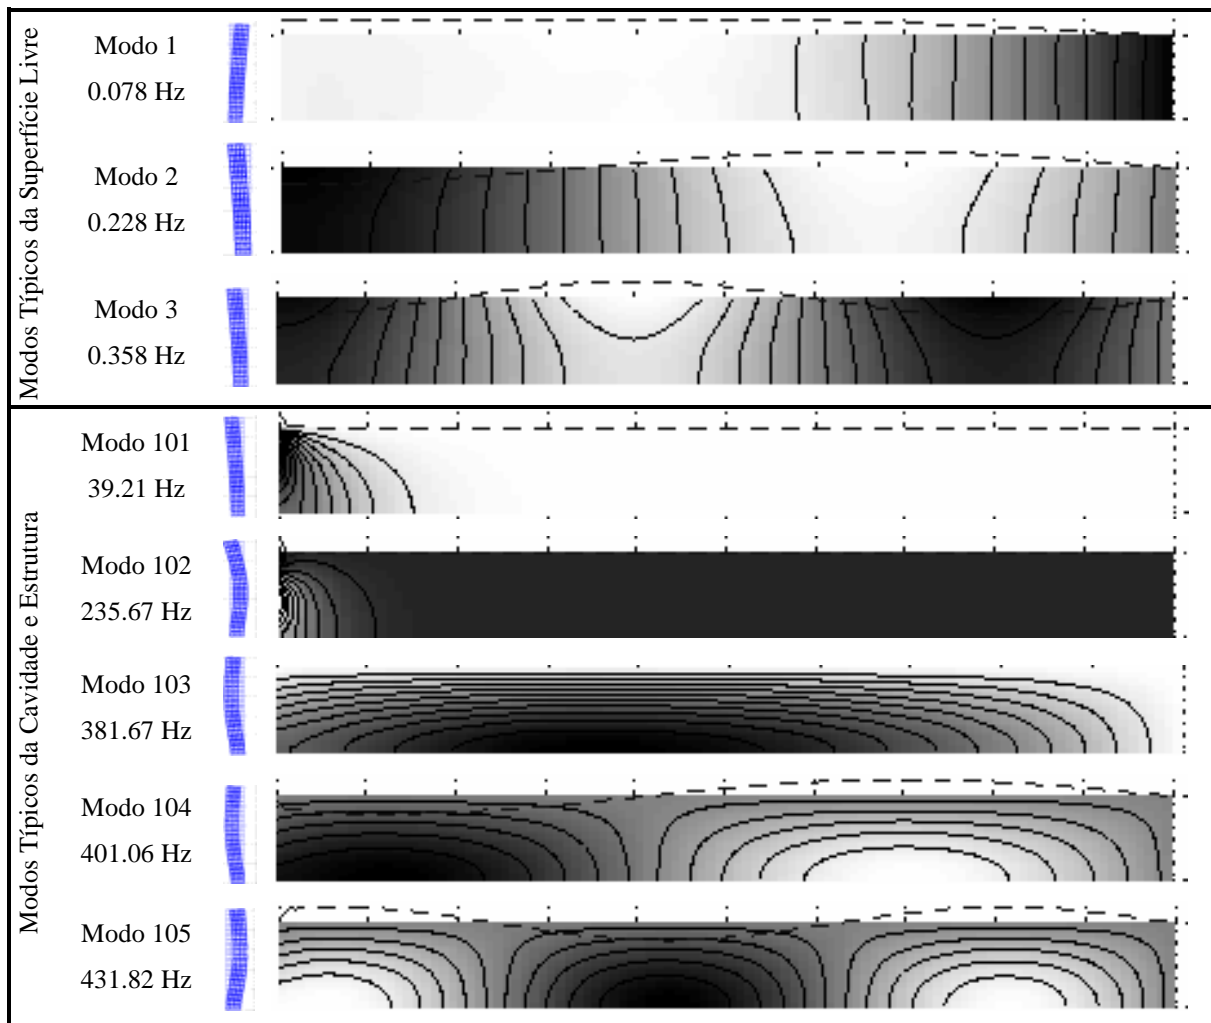 Modos Típicos da Superfície Livre
Modo 1
0.078 Hz
Modo 2
0.228 Hz
Modo 3
0.358 Hz
Modos Típicos da Cavidade e Estrutura
Modo 101
39.21 Hz
Modo 102
235.67 Hz
Modo 103
381.67 Hz
Modo 104
401.06 Hz
Modo 105
431.82 Hz